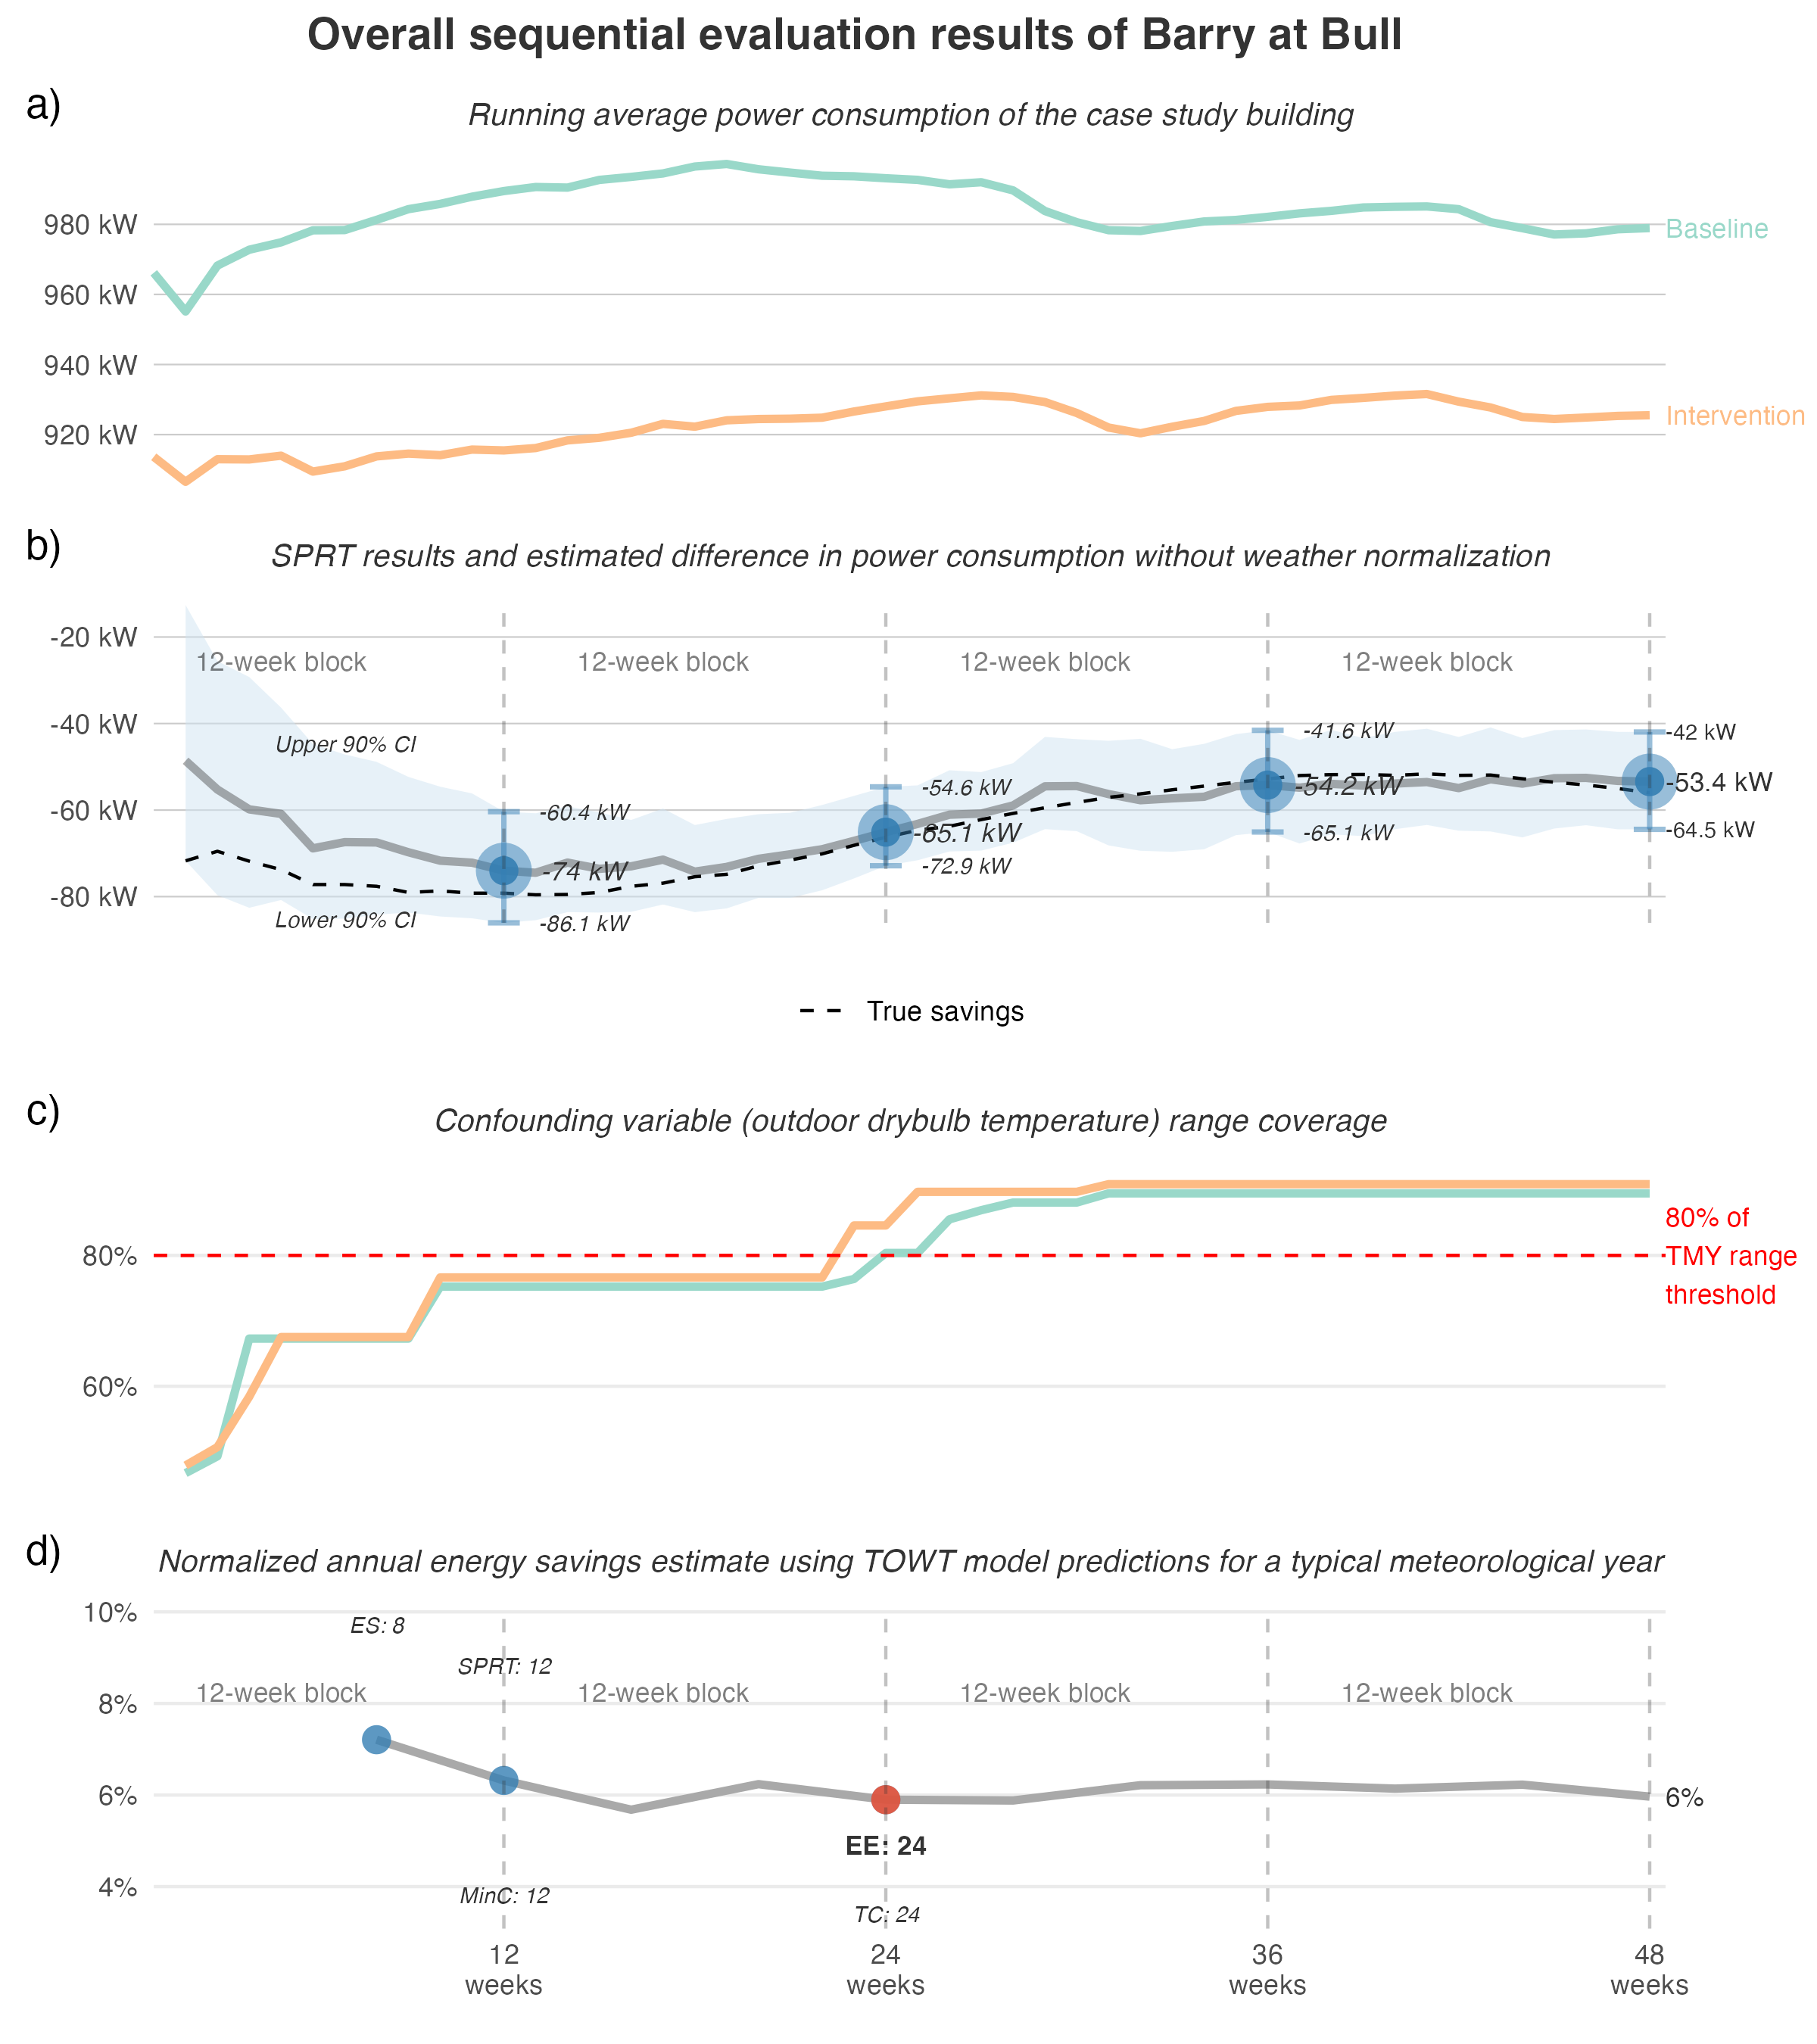 Overall sequential evaluation results of Barry at Bull
a)
Running average power consumption of the case study building
980 kW
Baseline
960 kW
940 kW
Intervention
920 kW
b)
SPRT results and estimated difference in power consumption without weather normalization
-20 kW
12-week block 12-week block 12-week block 12-week block
-40 kW
Upper 90% CI
-41.6 kW
-42 kW
-54.6 kW
-54.2 kW
-53.4 kW
-60 kW
-60.4 kW
-65.1 kW
-65.1 kW
-64.5 kW
-74 kW
-72.9 kW
-80 kW
Lower 90% CI
-86.1 kW
True savings
c)
Confounding variable (outdoor drybulb temperature) range coverage
80% of
TMY range
threshold
80%
60%
d)
Normalized annual energy savings estimate using TOWT model predictions for a typical meteorological year
10%
ES: 8
SPRT: 12
12-week block 12-week block 12-week block 12-week block
8%
6%
6%
EE: 24
4%
MinC: 12
TC: 24
12 24 36 48
weeks weeks weeks weeks